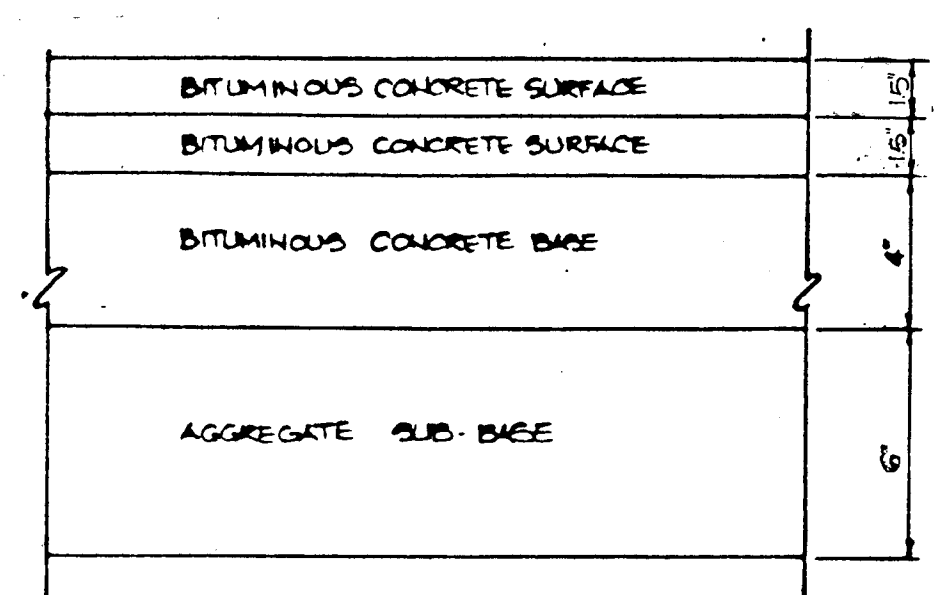 BITUMINOUS CONCRETE SURFACE 1.5"
BITUMINOUS CONCRETE SURFACE 1.5"
BITUMINOUS CONCRETE BASE 4"
AGGREGATE SUB-BASE 6"